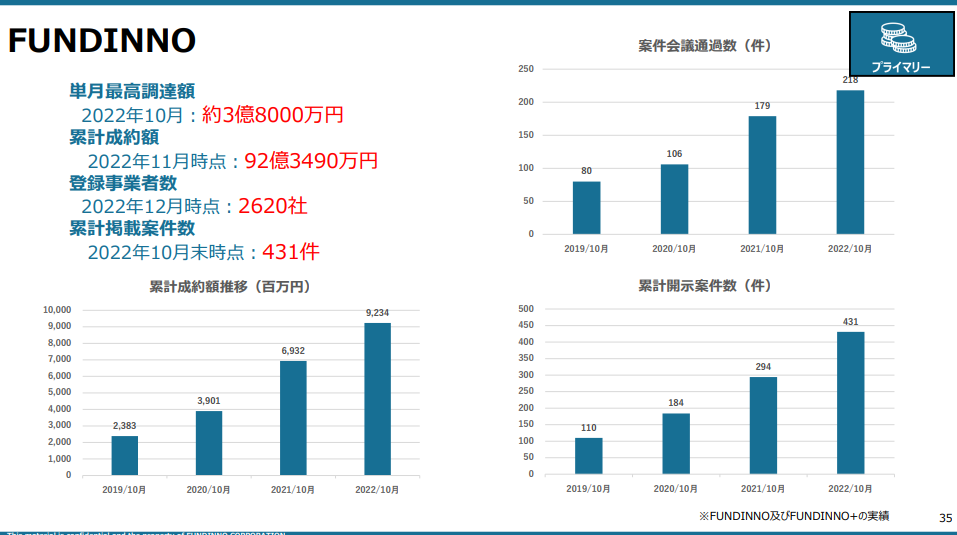 FUNDINNO
プライマリー
単月最高調達額
2022年10月：約3億8000万円
累計成約額
2022年11月時点：92億3490万円
登録事業者数
2022年12月時点：2620社
累計掲載案件数
2022年10月末時点：431件
案件会議通過数（件）
250
200
150
100
50
0
80
106
179
218
2019/10月
2020/10月
2021/10月
2022/10月
累計成約額推移（百万円）
10,000
9,000
8,000
7,000
6,000
5,000
4,000
3,000
2,000
1,000
0
2,383
3,901
6,932
9,234
2019/10月
2020/10月
2021/10月
2022/10月
累計開示案件数（件）
500
450
400
350
300
250
200
150
100
50
0
110
184
294
431
2019/10月
2020/10月
2021/10月
2022/10月
※FUNDINNO及びFUNDINNO+の実績
35
This material is confidential and the property of FUNDINNO CORPORATION